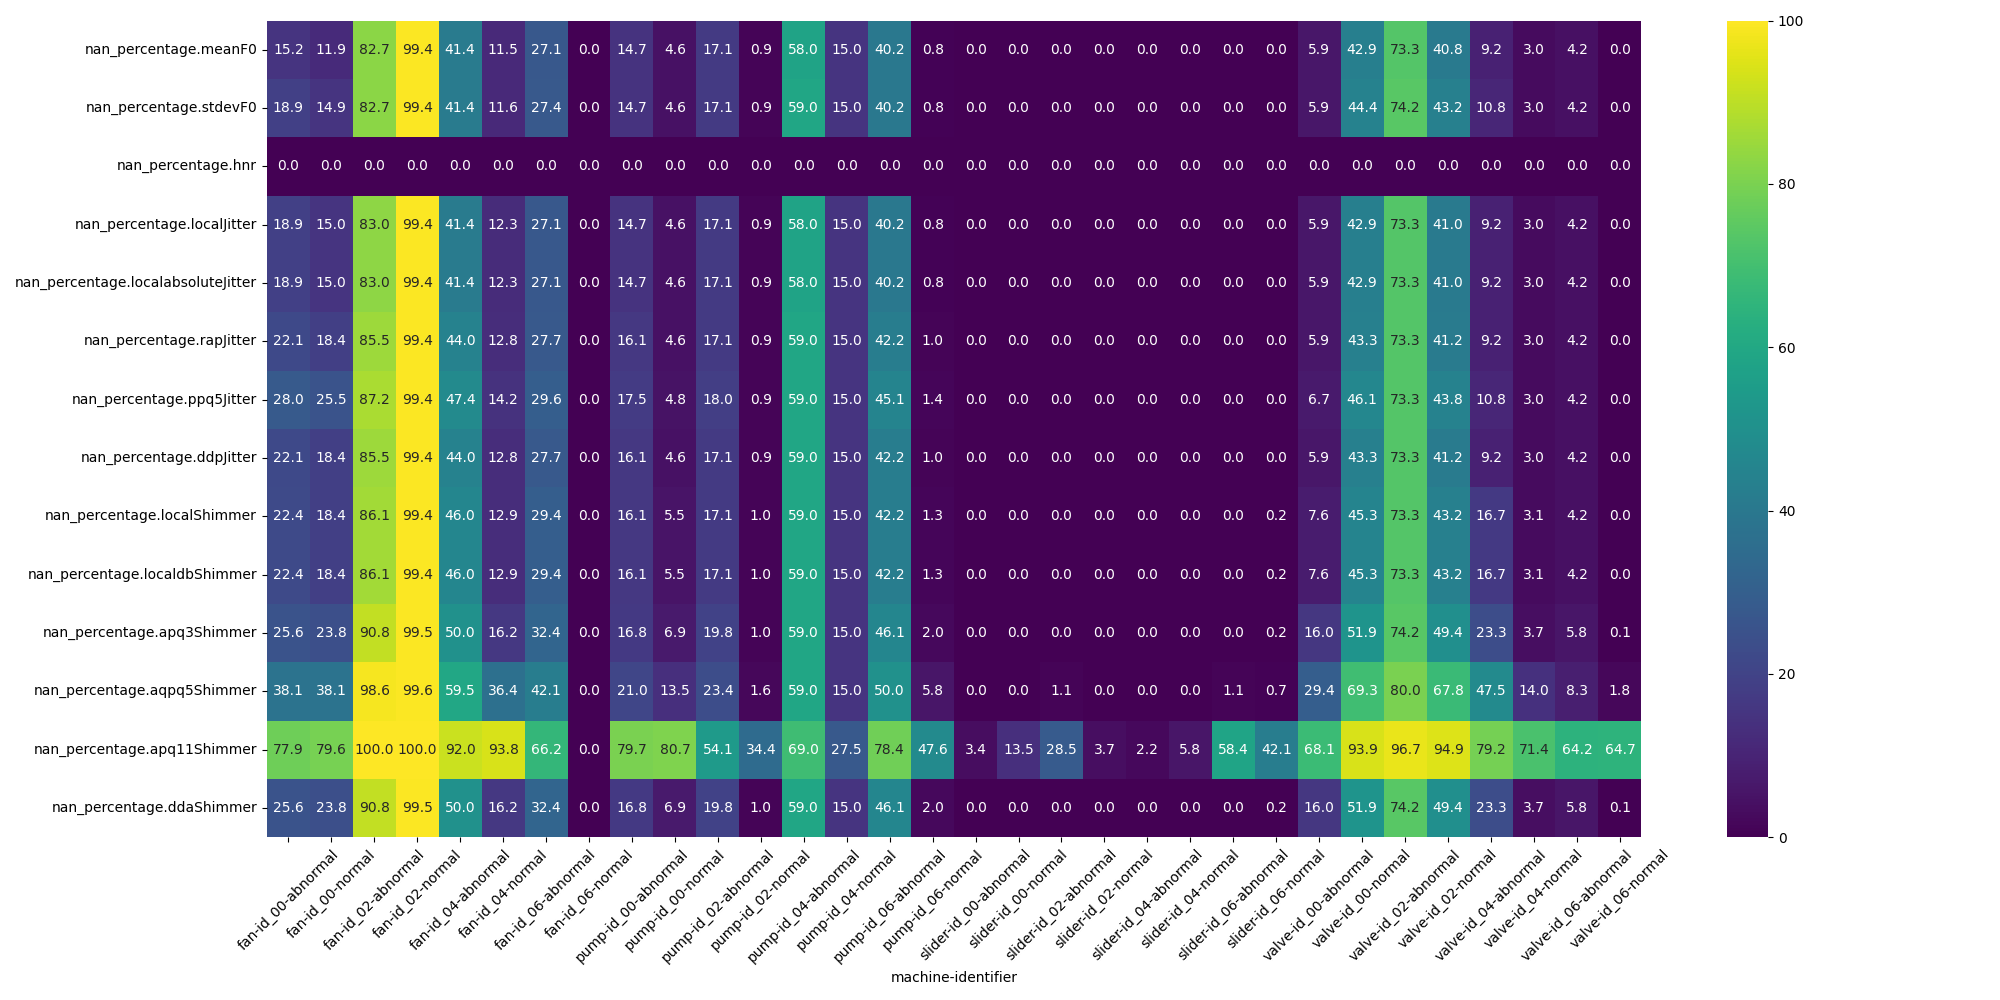 nan_percentage.meanF0 15.2 11.9 82.7 99.4 41.4 11.5 27.1 0.0 14.7 4.6 17.1 0.9 58.0 15.0 40.2 0.8 0.0 0.0 0.0 0.0 0.0 0.0 0.0 0.0 5.9 42.9 73.3 40.8 9.2 3.0 4.2 0.0 100
nan_percentage.stdevF0 18.9 14.9 82.7 99.4 41.4 11.6 27.4 0.0 14.7 4.6 17.1 0.9 59.0 15.0 40.2 0.8 0.0 0.0 0.0 0.0 0.0 0.0 0.0 0.0 5.9 44.4 74.2 43.2 10.8 3.0 4.2 0.0
nan_percentage.hnr 0.0 0.0 0.0 0.0 0.0 0.0 0.0 0.0 0.0 0.0 0.0 0.0 0.0 0.0 0.0 0.0 0.0 0.0 0.0 0.0 0.0 0.0 0.0 0.0 0.0 0.0 0.0 0.0 0.0 0.0 0.0 0.0 80
nan_percentage.localJitter 18.9 15.0 83.0 99.4 41.4 12.3 27.1 0.0 14.7 4.6 17.1 0.9 58.0 15.0 40.2 0.8 0.0 0.0 0.0 0.0 0.0 0.0 0.0 0.0 5.9 42.9 73.3 41.0 9.2 3.0 4.2 0.0
nan_percentage.localabsoluteJitter 18.9 15.0 83.0 99.4 41.4 12.3 27.1 0.0 14.7 4.6 17.1 0.9 58.0 15.0 40.2 0.8 0.0 0.0 0.0 0.0 0.0 0.0 0.0 0.0 5.9 42.9 73.3 41.0 9.2 3.0 4.2 0.0
nan_percentage.rapJitter 22.1 18.4 85.5 99.4 44.0 12.8 27.7 0.0 16.1 4.6 17.1 0.9 59.0 15.0 42.2 1.0 0.0 0.0 0.0 0.0 0.0 0.0 0.0 0.0 5.9 43.3 73.3 41.2 9.2 3.0 4.2 0.0 60
nan_percentage.ppq5Jitter 28.0 25.5 87.2 99.4 47.4 14.2 29.6 0.0 17.5 4.8 18.0 0.9 59.0 15.0 45.1 1.4 0.0 0.0 0.0 0.0 0.0 0.0 0.0 0.0 6.7 46.1 73.3 43.8 10.8 3.0 4.2 0.0
nan_percentage.ddpJitter 22.1 18.4 85.5 99.4 44.0 12.8 27.7 0.0 16.1 4.6 17.1 0.9 59.0 15.0 42.2 1.0 0.0 0.0 0.0 0.0 0.0 0.0 0.0 0.0 5.9 43.3 73.3 41.2 9.2 3.0 4.2 0.0
nan_percentage.localShimmer 22.4 18.4 86.1 99.4 46.0 12.9 29.4 0.0 16.1 5.5 17.1 1.0 59.0 15.0 42.2 1.3 0.0 0.0 0.0 0.0 0.0 0.0 0.0 0.2 7.6 45.3 73.3 43.2 16.7 3.1 4.2 0.0 40
nan_percentage.localdbShimmer 22.4 18.4 86.1 99.4 46.0 12.9 29.4 0.0 16.1 5.5 17.1 1.0 59.0 15.0 42.2 1.3 0.0 0.0 0.0 0.0 0.0 0.0 0.0 0.2 7.6 45.3 73.3 43.2 16.7 3.1 4.2 0.0
nan_percentage.apq3Shimmer 25.6 23.8 90.8 99.5 50.0 16.2 32.4 0.0 16.8 6.9 19.8 1.0 59.0 15.0 46.1 2.0 0.0 0.0 0.0 0.0 0.0 0.0 0.0 0.2 16.0 51.9 74.2 49.4 23.3 3.7 5.8 0.1
nan_percentage.aqpq5Shimmer 38.1 38.1 98.6 99.6 59.5 36.4 42.1 0.0 21.0 13.5 23.4 1.6 59.0 15.0 50.0 5.8 0.0 0.0 1.1 0.0 0.0 0.0 1.1 0.7 29.4 69.3 80.0 67.8 47.5 14.0 8.3 1.8 20
nan_percentage.apq11Shimmer 77.9 79.6 100.0 100.0 92.0 93.8 66.2 0.0 79.7 80.7 54.1 34.4 69.0 27.5 78.4 47.6 3.4 13.5 28.5 3.7 2.2 5.8 58.4 42.1 68.1 93.9 96.7 94.9 79.2 71.4 64.2 64.7
nan_percentage.ddaShimmer 25.6 23.8 90.8 99.5 50.0 16.2 32.4 0.0 16.8 6.9 19.8 1.0 59.0 15.0 46.1 2.0 0.0 0.0 0.0 0.0 0.0 0.0 0.0 0.2 16.0 51.9 74.2 49.4 23.3 3.7 5.8 0.1
0
fan-id_00-abnormal
fan-id_00-normal
fan-id_02-abnormal
fan-id_02-normal
fan-id_04-abnormal
fan-id_04-normal
fan-id_06-abnormal
fan-id_06-normal
pump-id_00-abnormal
pump-id_00-normal
pump-id_02-abnormal
pump-id_02-normal
pump-id_04-abnormal
pump-id_04-normal
pump-id_06-abnormal
pump-id_06-normal
slider-id_00-abnormal
slider-id_00-normal
slider-id_02-abnormal
slider-id_02-normal
slider-id_04-abnormal
slider-id_04-normal
slider-id_06-abnormal
slider-id_06-normal
valve-id_00-abnormal
valve-id_00-normal
valve-id_02-abnormal
valve-id_02-normal
valve-id_04-abnormal
valve-id_04-normal
valve-id_06-abnormal
valve-id_06-normal
machine-identifier